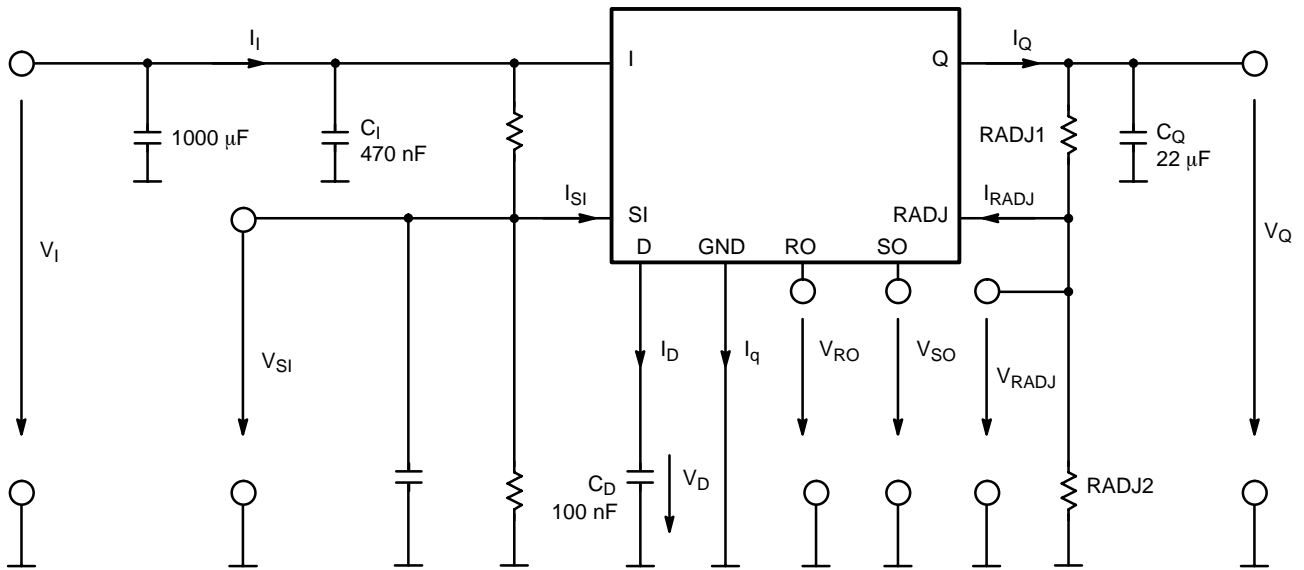 I_I
I
Q
I_Q
1000 μF
C_I
470 nF
RADJ1
C_Q
22 μF
I_SI
SI
RADJ
I_RADJ
D
GND
RO
SO
V_I
V_Q
V_SI
I_D
I_q
V_RO
V_SO
V_RADJ
C_D
100 nF
V_D
RADJ2